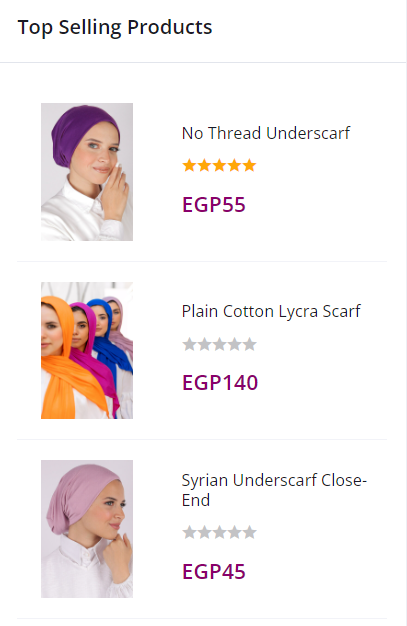 Top Selling Products
No Thread Underscarf
EGP55
Plain Cotton Lycra Scarf
EGP140
Syrian Underscarf Close-
End
EGP45